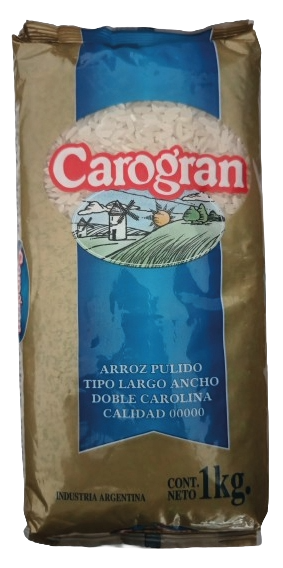 Carogran
ARROZ PULIDO
TIPO LARGO ANCHO
DOBLE CAROLINA
CALIDAD 00000
INDUSTRIA ARGENTINA
CONT.
NETO 1kg.